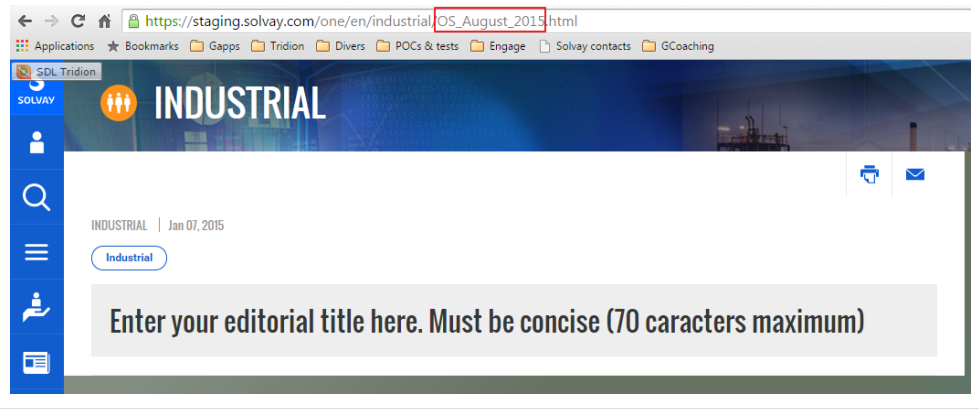 https://staging.solvay.com/one/en/industrial/OS_August_2015.html
Applications Bookmarks Gapps Tridion Divers POCs & tests Engage Solvay contacts GCoaching
SDL Tridion
SOLVAY
INDUSTRIAL
INDUSTRIAL | Jan 07, 2015
Industrial
Enter your editorial title here. Must be concise (70 caracters maximum)